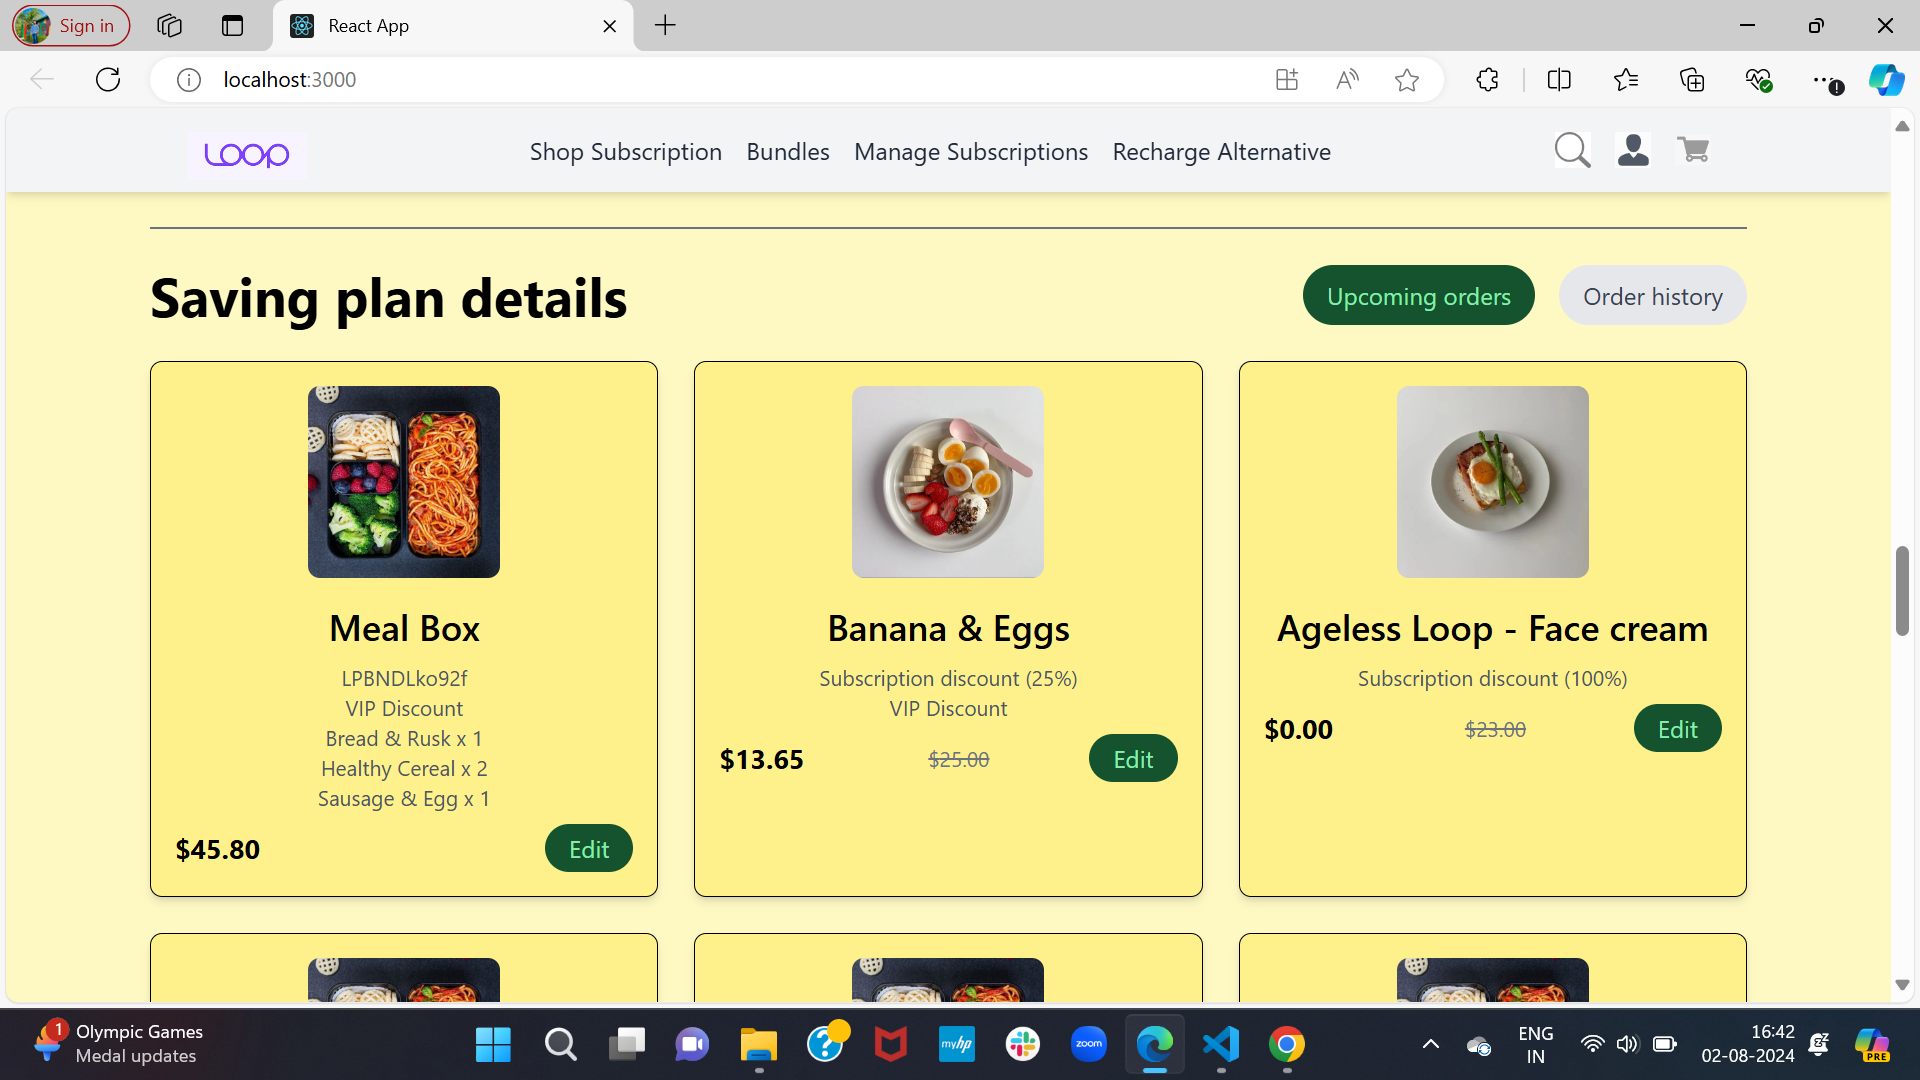 Sign in
React App
localhost:3000
Loop
Shop Subscription
Bundles
Manage Subscriptions
Recharge Alternative
Saving plan details
Upcoming orders
Order history
Meal Box
LPBNDLko92f
VIP Discount
Bread & Rusk x 1
Healthy Cereal x 2
Sausage & Egg x 1
$45.80
Edit
Banana & Eggs
Subscription discount (25%)
VIP Discount
$13.65
$25.00
Edit
Ageless Loop - Face cream
Subscription discount (100%)
$0.00
$23.00
Edit
1
Olympic Games
Medal updates
myhp
zoom
ENG
IN
16:42
02-08-2024
PRE